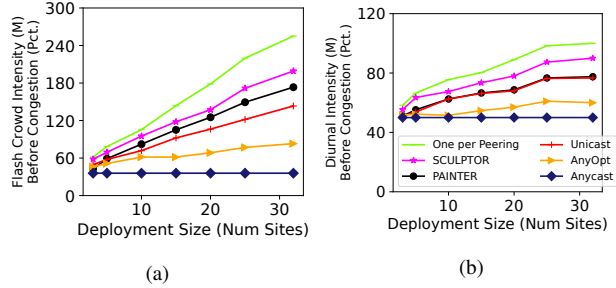 Flash Crowd Intensity (M)
Before Congestion (Pct.)
300
240
180
120
60
0
10
20
30
Deployment Size (Num Sites)
(a)
Diurnal Intensity (M)
Before Congestion (Pct.)
120
80
40
0
One per Peering
SCULPTOR
PAINTER
Unicast
AnyOpt
Anycast
10
20
30
Deployment Size (Num Sites)
(b)